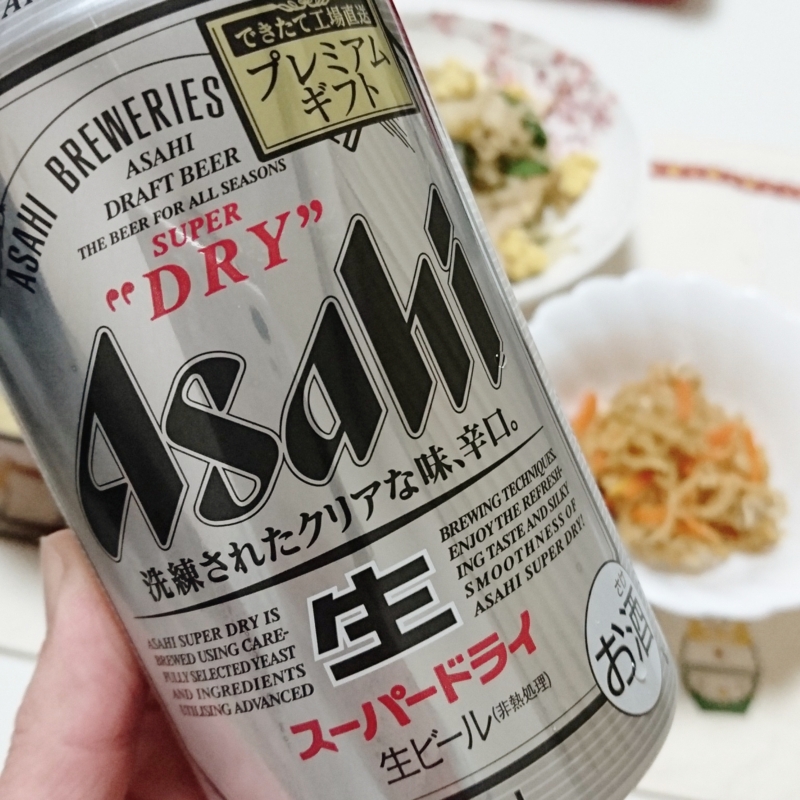 できたて工場直送
プレミアム
ギフト
ASAHI BREWERIES
ASAHI
DRAFT BEER
THE BEER FOR ALL SEASONS
SUPER
"DRY"
Asahi
洗練されたクリアな味、辛口。
ASAHI SUPER DRY IS
BREWED USING CARE-
FULLY SELECTED YEAST
AND INGREDIENTS
UTILISING ADVANCED
生
BREWING TECHNIQUES.
ENJOY THE REFRESH-
ING TASTE AND SILKY
SMOOTHNESS OF
ASAHI SUPER DRY!
スーパードライ
生ビール(非熱処理)
さけ
お酒